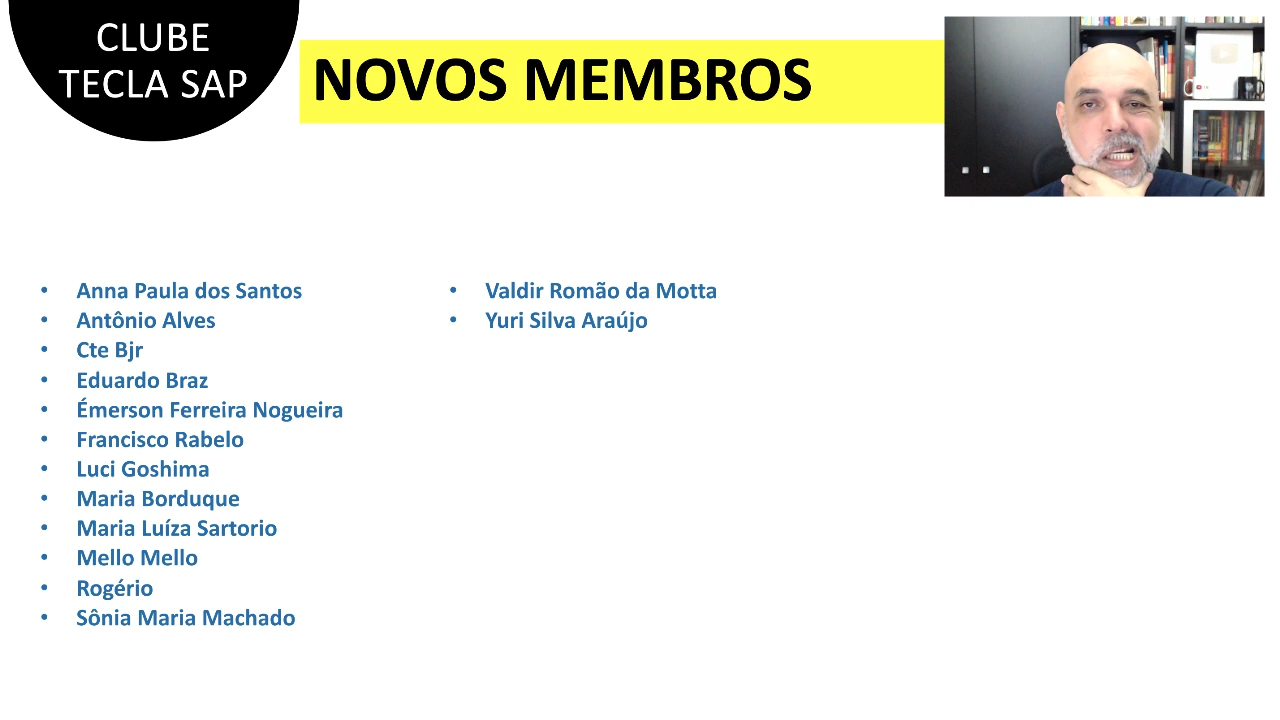 CLUBE
TECLA SAP
NOVOS MEMBROS
• Anna Paula dos Santos
• Antônio Alves
• Cte Bjr
• Eduardo Braz
• Émerson Ferreira Nogueira
• Francisco Rabelo
• Luci Goshima
• Maria Borduque
• Maria Luíza Sartorio
• Mello Mello
• Rogério
• Sônia Maria Machado
• Valdir Romão da Motta
• Yuri Silva Araújo